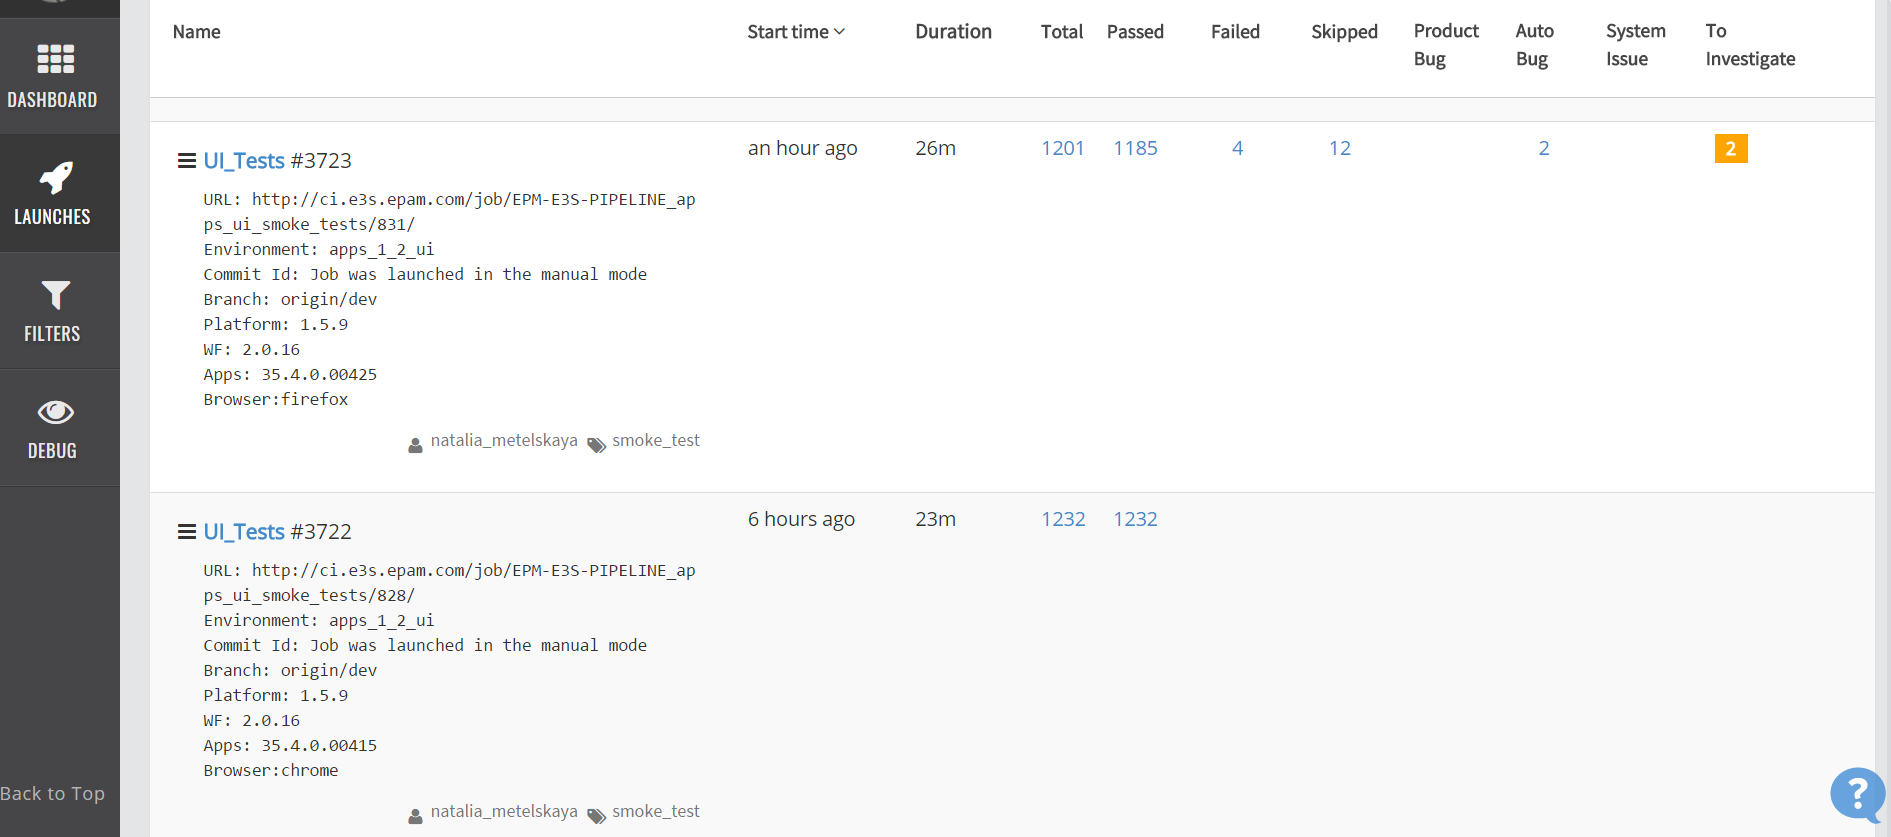 Name Start time Duration Total Passed Failed Skipped Product Bug Auto Bug System Issue To Investigate
DASHBOARD
LAUNCHES
FILTERS
DEBUG
Back to Top
UI_Tests #3723 an hour ago 26m 1201 1185 4 12 2 2
URL: http://ci.e3s.epam.com/job/EPM-E3S-PIPELINE_ap
ps_ui_smoke_tests/831/
Environment: apps_1_2_ui
Commit Id: Job was launched in the manual mode
Branch: origin/dev
Platform: 1.5.9
WF: 2.0.16
Apps: 35.4.0.00425
Browser:firefox
natalia_metelskaya smoke_test
UI_Tests #3722 6 hours ago 23m 1232 1232
URL: http://ci.e3s.epam.com/job/EPM-E3S-PIPELINE_ap
ps_ui_smoke_tests/828/
Environment: apps_1_2_ui
Commit Id: Job was launched in the manual mode
Branch: origin/dev
Platform: 1.5.9
WF: 2.0.16
Apps: 35.4.0.00415
Browser:chrome
natalia_metelskaya smoke_test
?